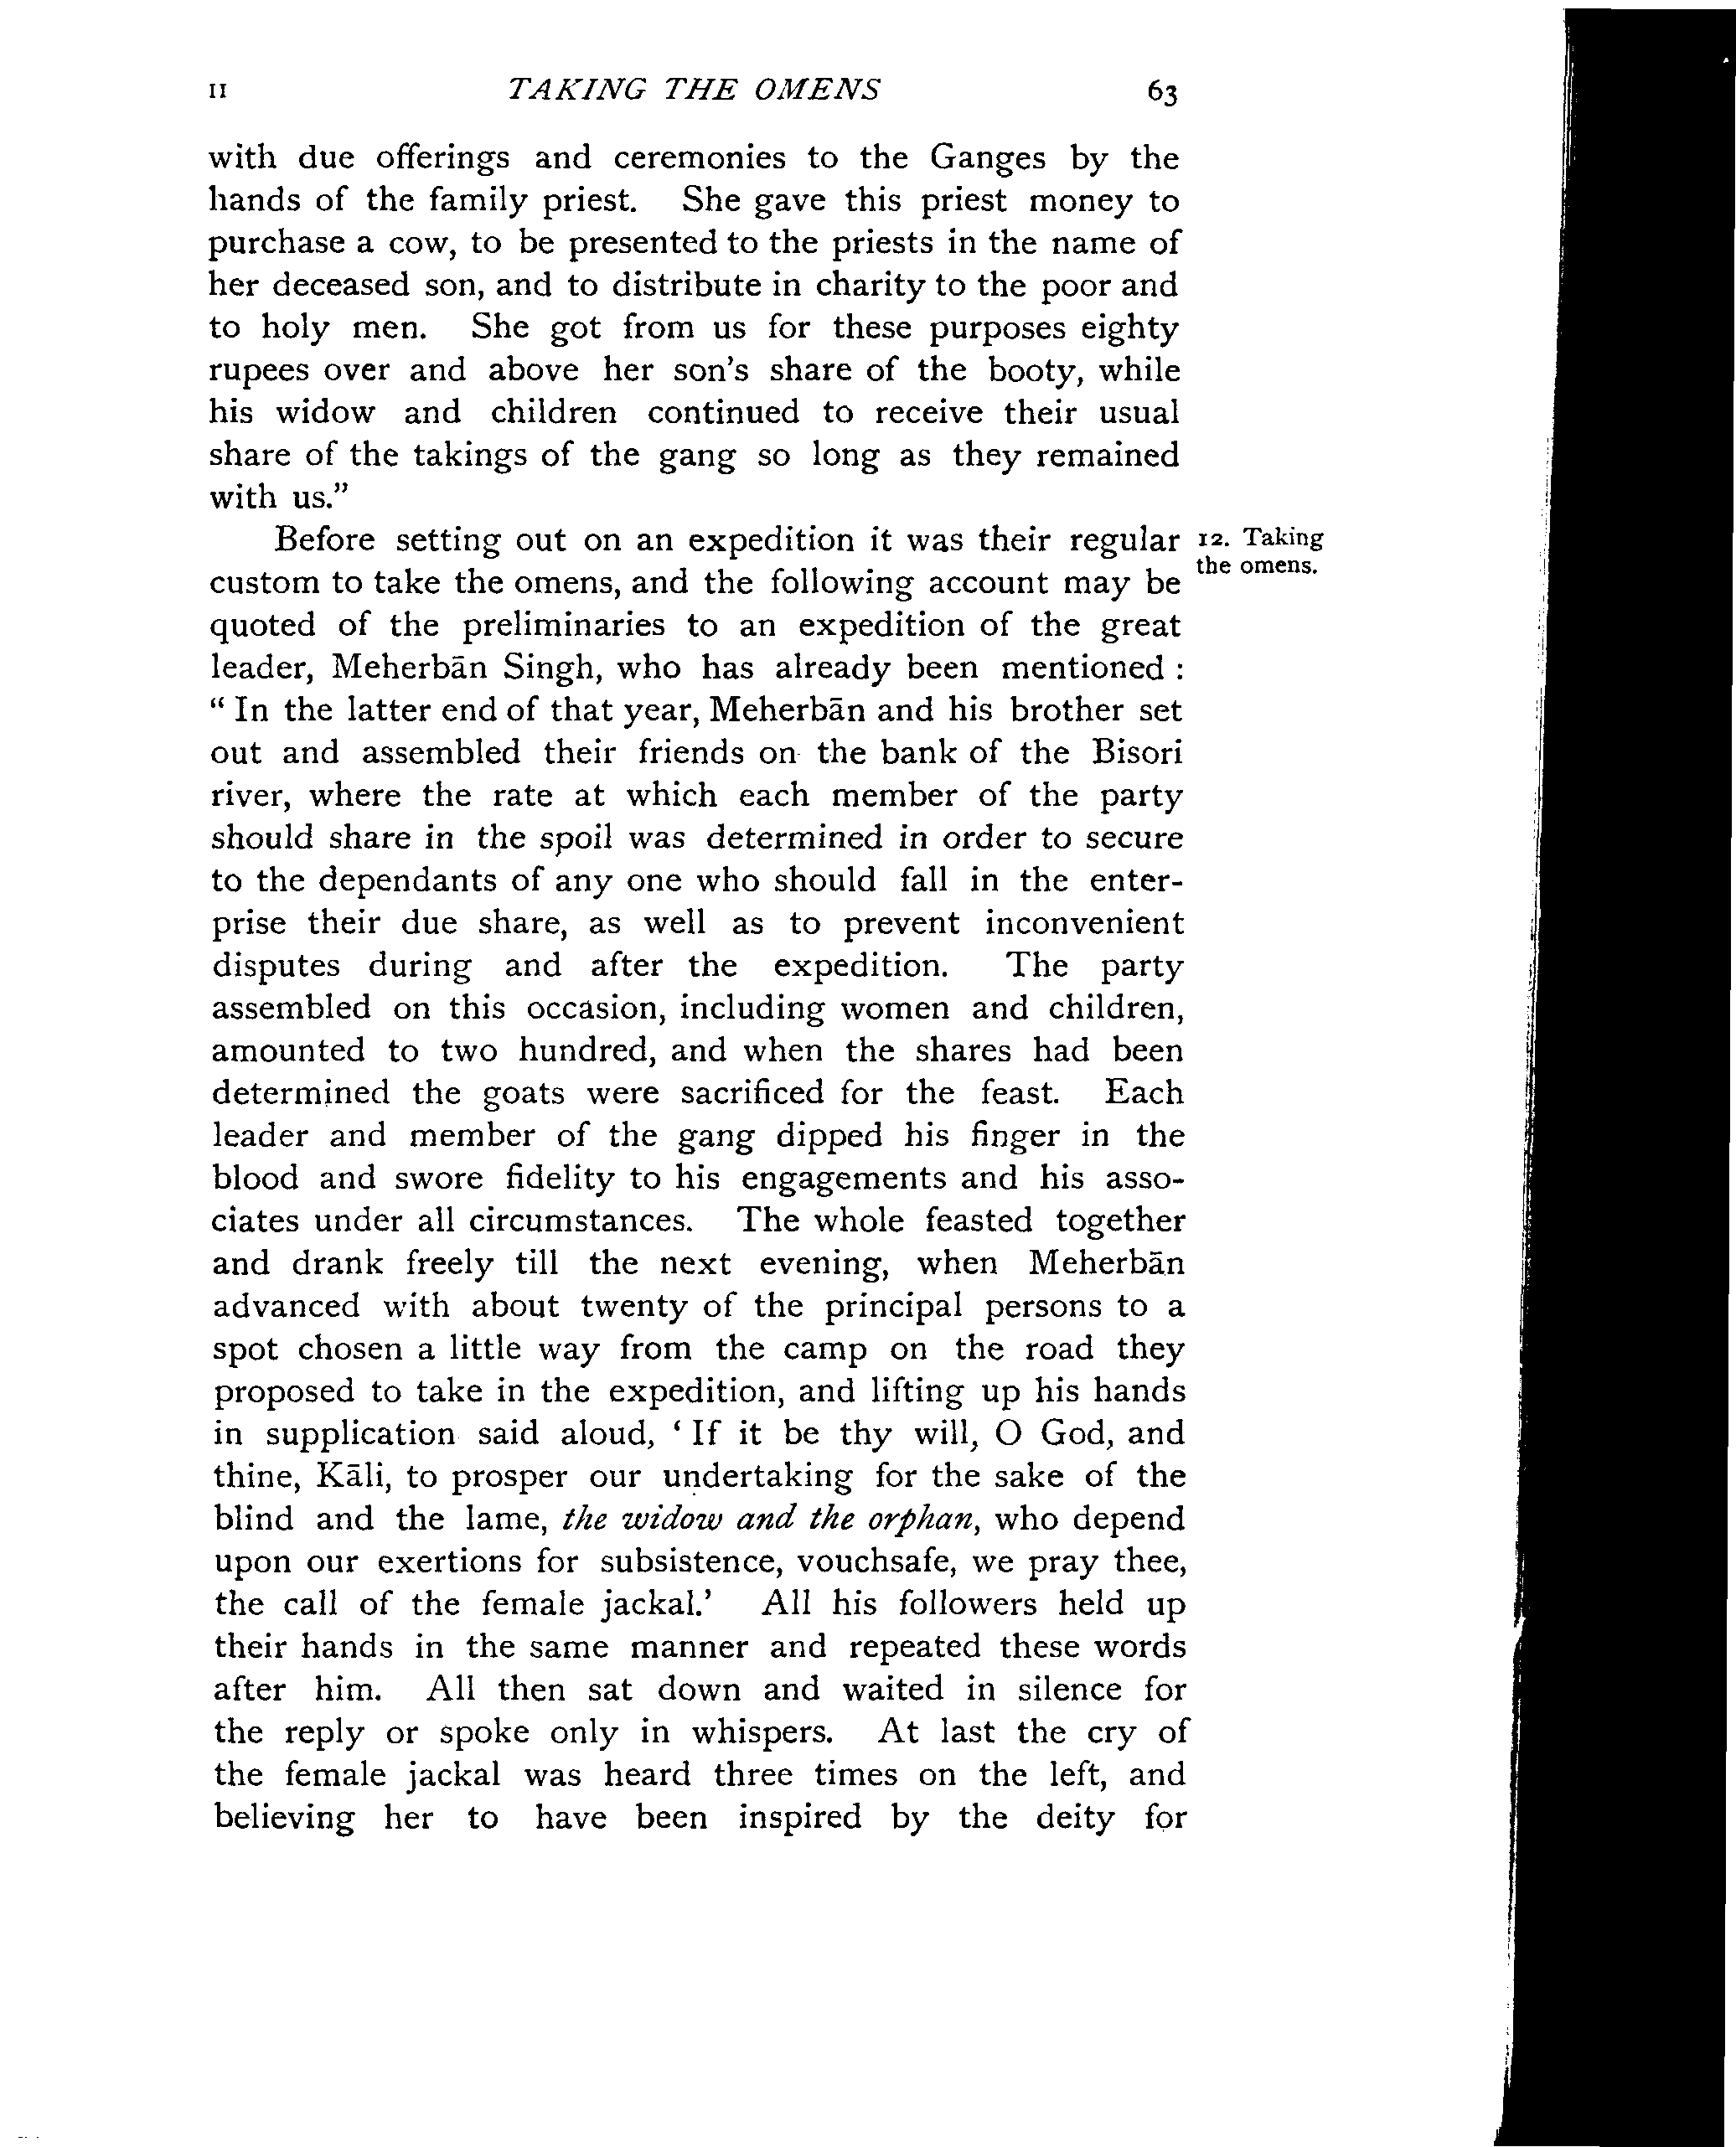 II TAKING THE OMENS 63
with due offerings and ceremonies to the Ganges by the
hands of the family priest. She gave this priest money to
purchase a cow, to be presented to the priests in the name of
her deceased son, and to distribute in charity to the poor and
to holy men. She got from us for these purposes eighty
rupees over and above her son's share of the booty, while
his widow and children continued to receive their usual
share of the takings of the gang so long as they remained
with us.”
Before setting out on an expedition it was their regular
12. Taking
the omens.
custom to take the omens, and the following account may be
quoted of the preliminaries to an expedition of the great
leader, Meherbān Singh, who has already been mentioned :
“ In the latter end of that year, Meherbān and his brother set
out and assembled their friends on the bank of the Bisori
river, where the rate at which each member of the party
should share in the spoil was determined in order to secure
to the dependants of any one who should fall in the enter-
prise their due share, as well as to prevent inconvenient
disputes during and after the expedition. The party
assembled on this occasion, including women and children,
amounted to two hundred, and when the shares had been
determined the goats were sacrificed for the feast. Each
leader and member of the gang dipped his finger in the
blood and swore fidelity to his engagements and his asso-
ciates under all circumstances. The whole feasted together
and drank freely till the next evening, when Meherbān
advanced with about twenty of the principal persons to a
spot chosen a little way from the camp on the road they
proposed to take in the expedition, and lifting up his hands
in supplication said aloud, ‘ If it be thy will, O God, and
thine, Kāli, to prosper our undertaking for the sake of the
blind and the lame, the widow and the orphan, who depend
upon our exertions for subsistence, vouchsafe, we pray thee,
the call of the female jackal.’ All his followers held up
their hands in the same manner and repeated these words
after him. All then sat down and waited in silence for
the reply or spoke only in whispers. At last the cry of
the female jackal was heard three times on the left, and
believing her to have been inspired by the deity for